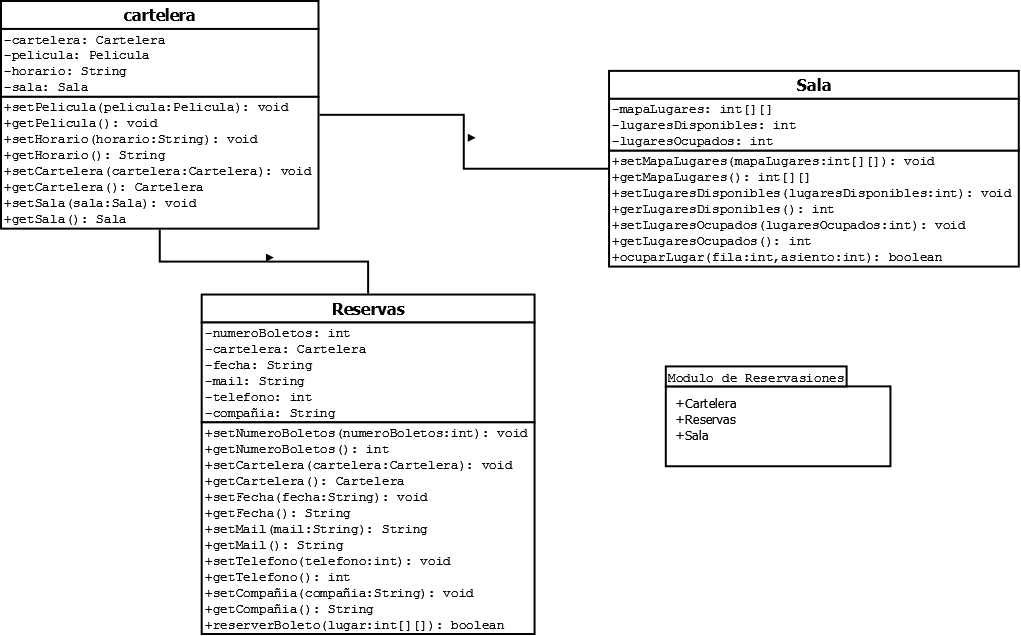 cartelera
-cartelera: Cartelera
-pelicula: Pelicula
-horario: String
-sala: Sala
+setPelicula(pelicula:Pelicula): void
+getPelicula(): void
+setHorario(horario:String): void
+getHorario(): String
+setCartelera(cartelera:Cartelera): void
+getCartelera(): Cartelera
+setSala(sala:Sala): void
+getSala(): Sala
Sala
-mapaLugares: int[][]
-lugaresDisponibles: int
-lugaresOcupados: int
+setMapaLugares(mapaLugares:int[][]): void
+getMapaLugares(): int[][]
+setLugaresDisponibles(lugaresDisponibles:int): void
+gerLugaresDisponibles(): int
+setLugaresOcupados(lugaresOcupados:int): void
+getLugaresOcupados(): int
+ocuparLugar(fila:int,asiento:int): boolean
Reservas
-numeroBoletos: int
-cartelera: Cartelera
-fecha: String
-mail: String
-telefono: int
-compañia: String
+setNumeroBoletos(numeroBoletos:int): void
+getNumeroBoletos(): int
+setCartelera(cartelera:Cartelera): void
+getCartelera(): Cartelera
+setFecha(fecha:String): void
+getFecha(): String
+setMail(mail:String): String
+getMail(): String
+setTelefono(telefono:int): void
+getTelefono(): int
+setCompañia(compañia:String): void
+getCompañia(): String
+reserverBoleto(lugar:int[][]): boolean
Modulo de Reservasiones
+Cartelera
+Reservas
+Sala